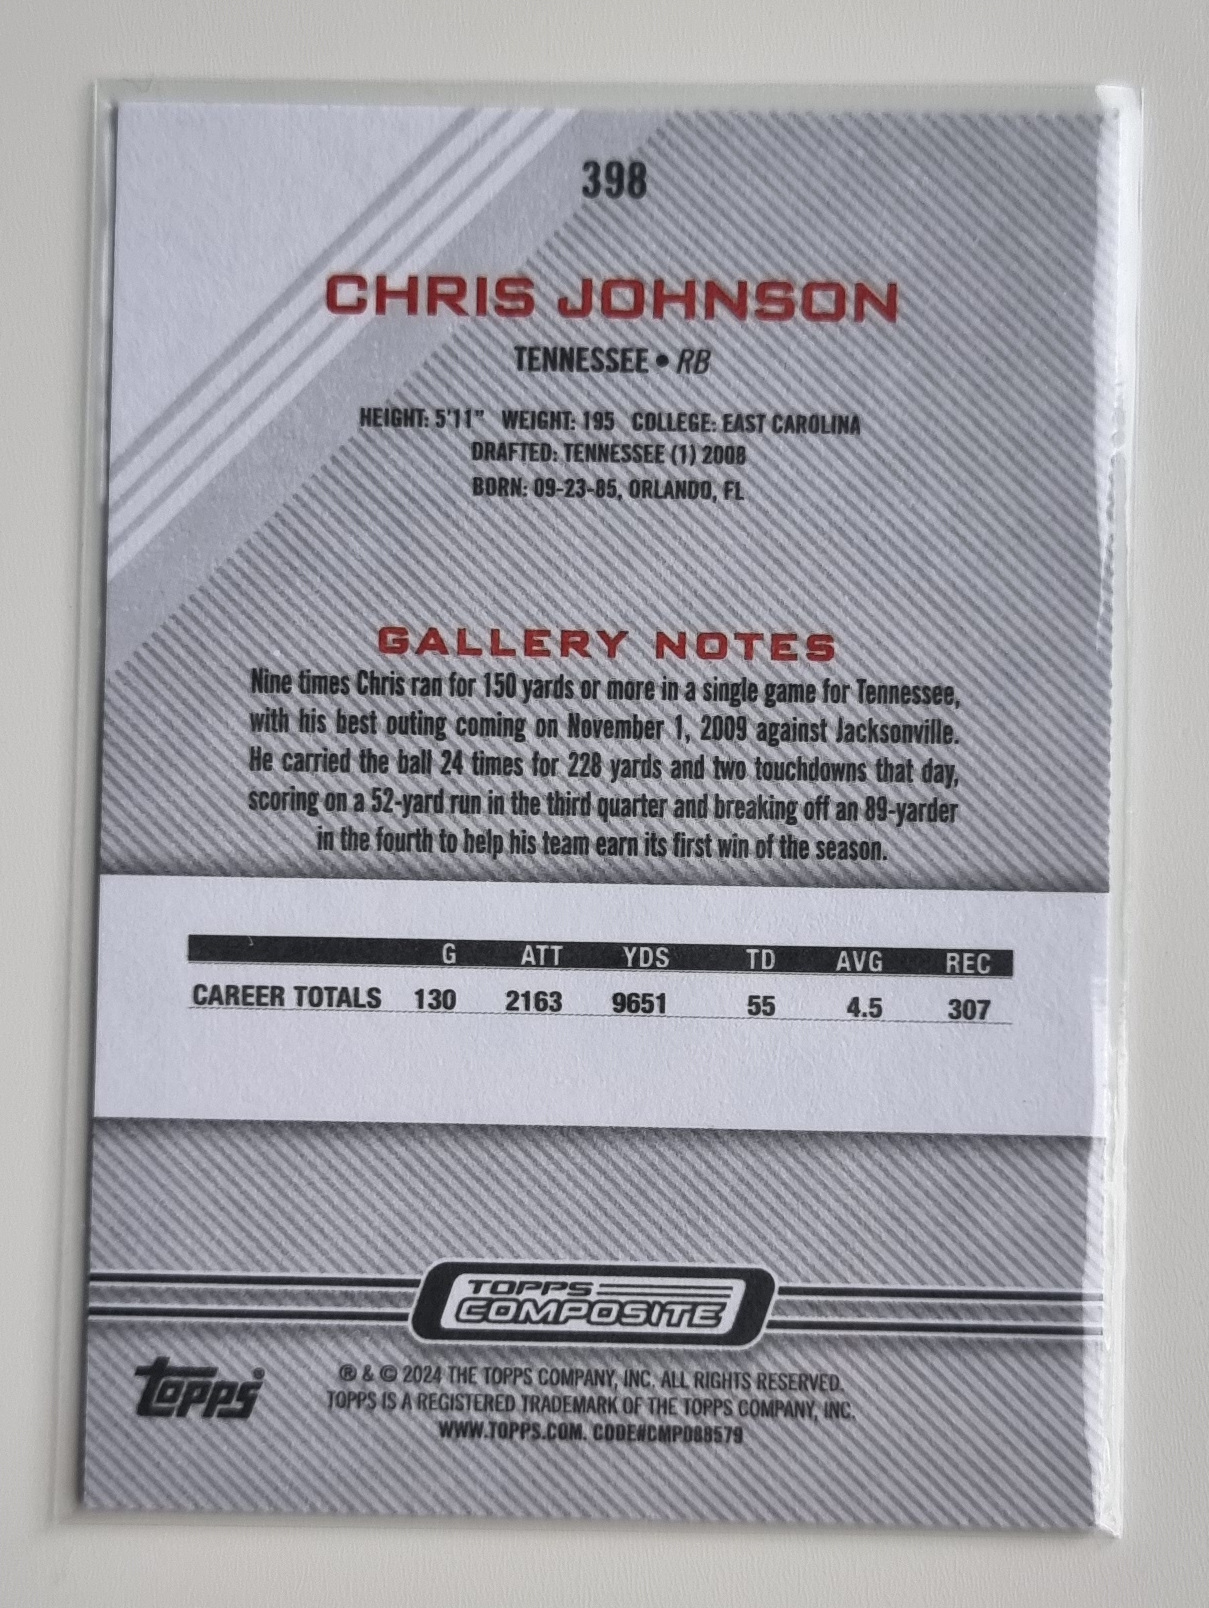 398
CHRIS JOHNSON
TENNESSEE • RB
HEIGHT: 5'11" WEIGHT: 195 COLLEGE: EAST CAROLINA
DRAFTED: TENNESSEE (1) 2008
BORN: 09-23-85, ORLANDO, FL
GALLERY NOTES
Nine times Chris ran for 150 yards or more in a single game for Tennessee,
with his best outing coming on November 1, 2009 against Jacksonville.
He carried the ball 24 times for 228 yards and two touchdowns that day,
scoring on a 52-yard run in the third quarter and breaking off an 89-yarder
in the fourth to help his team earn its first win of the season.
G ATT YDS TD AVG REC
CAREER TOTALS 130 2163 9651 55 4.5 307
TOPPS
COMPOSITE
topps®
® & © 2024 THE TOPPS COMPANY, INC. ALL RIGHTS RESERVED.
TOPPS IS A REGISTERED TRADEMARK OF THE TOPPS COMPANY, INC.
WWW.TOPPS.COM. CODE#CMP088579